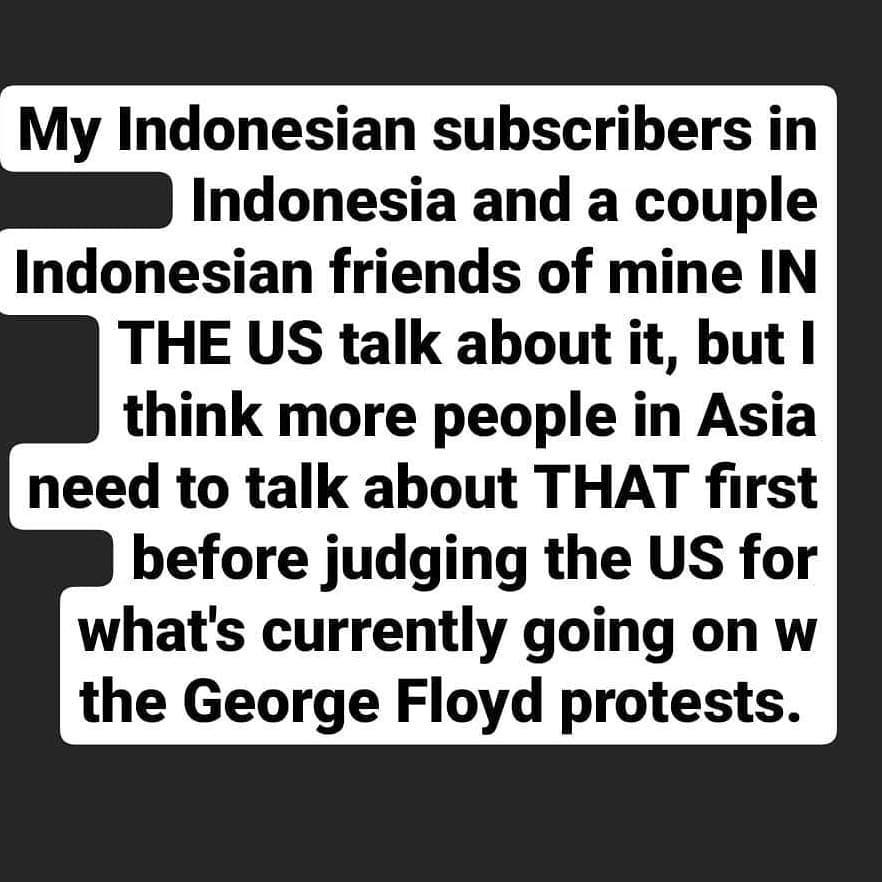 My Indonesian subscribers in
Indonesia and a couple
Indonesian friends of mine IN
THE US talk about it, but I
think more people in Asia
need to talk about THAT first
before judging the US for
what's currently going on w
the George Floyd protests.